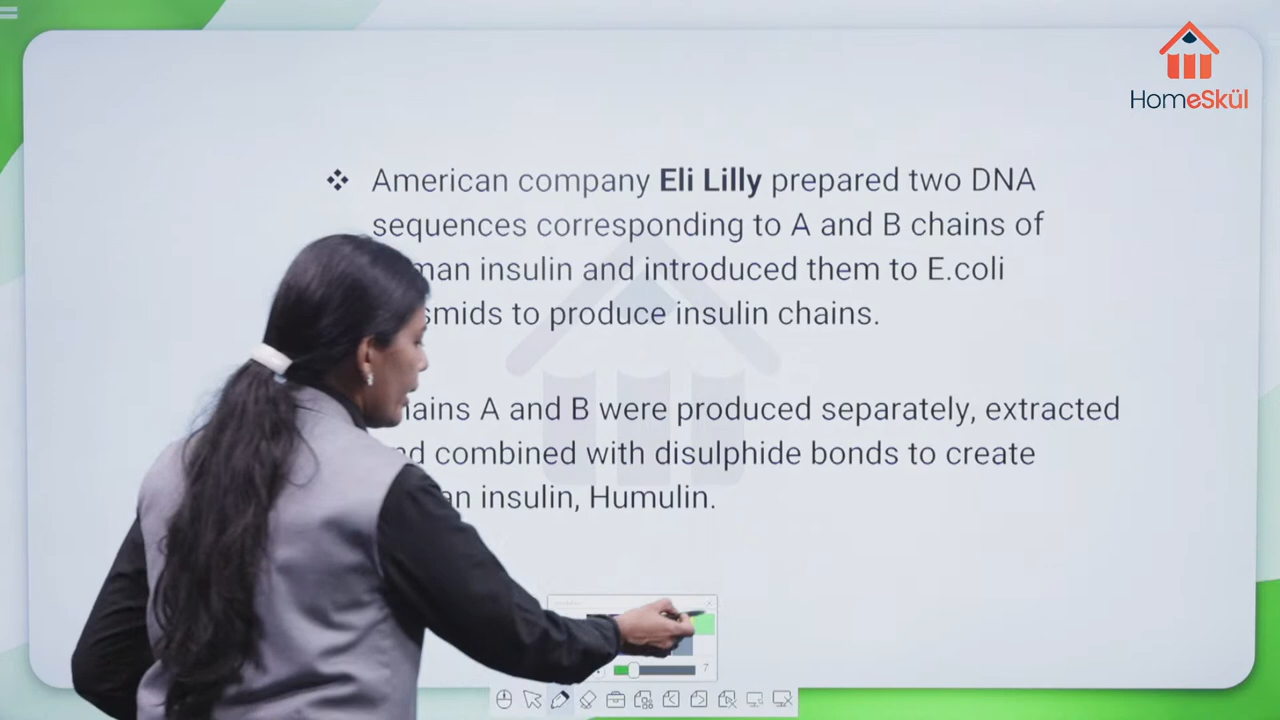 HomeSkül
❖ American company Eli Lilly prepared two DNA
sequences corresponding to A and B chains of
insulin and introduced them to E.coli
to produce insulin chains.
A and B were produced separately, extracted
combined with disulphide bonds to create
insulin, Humulin.
7